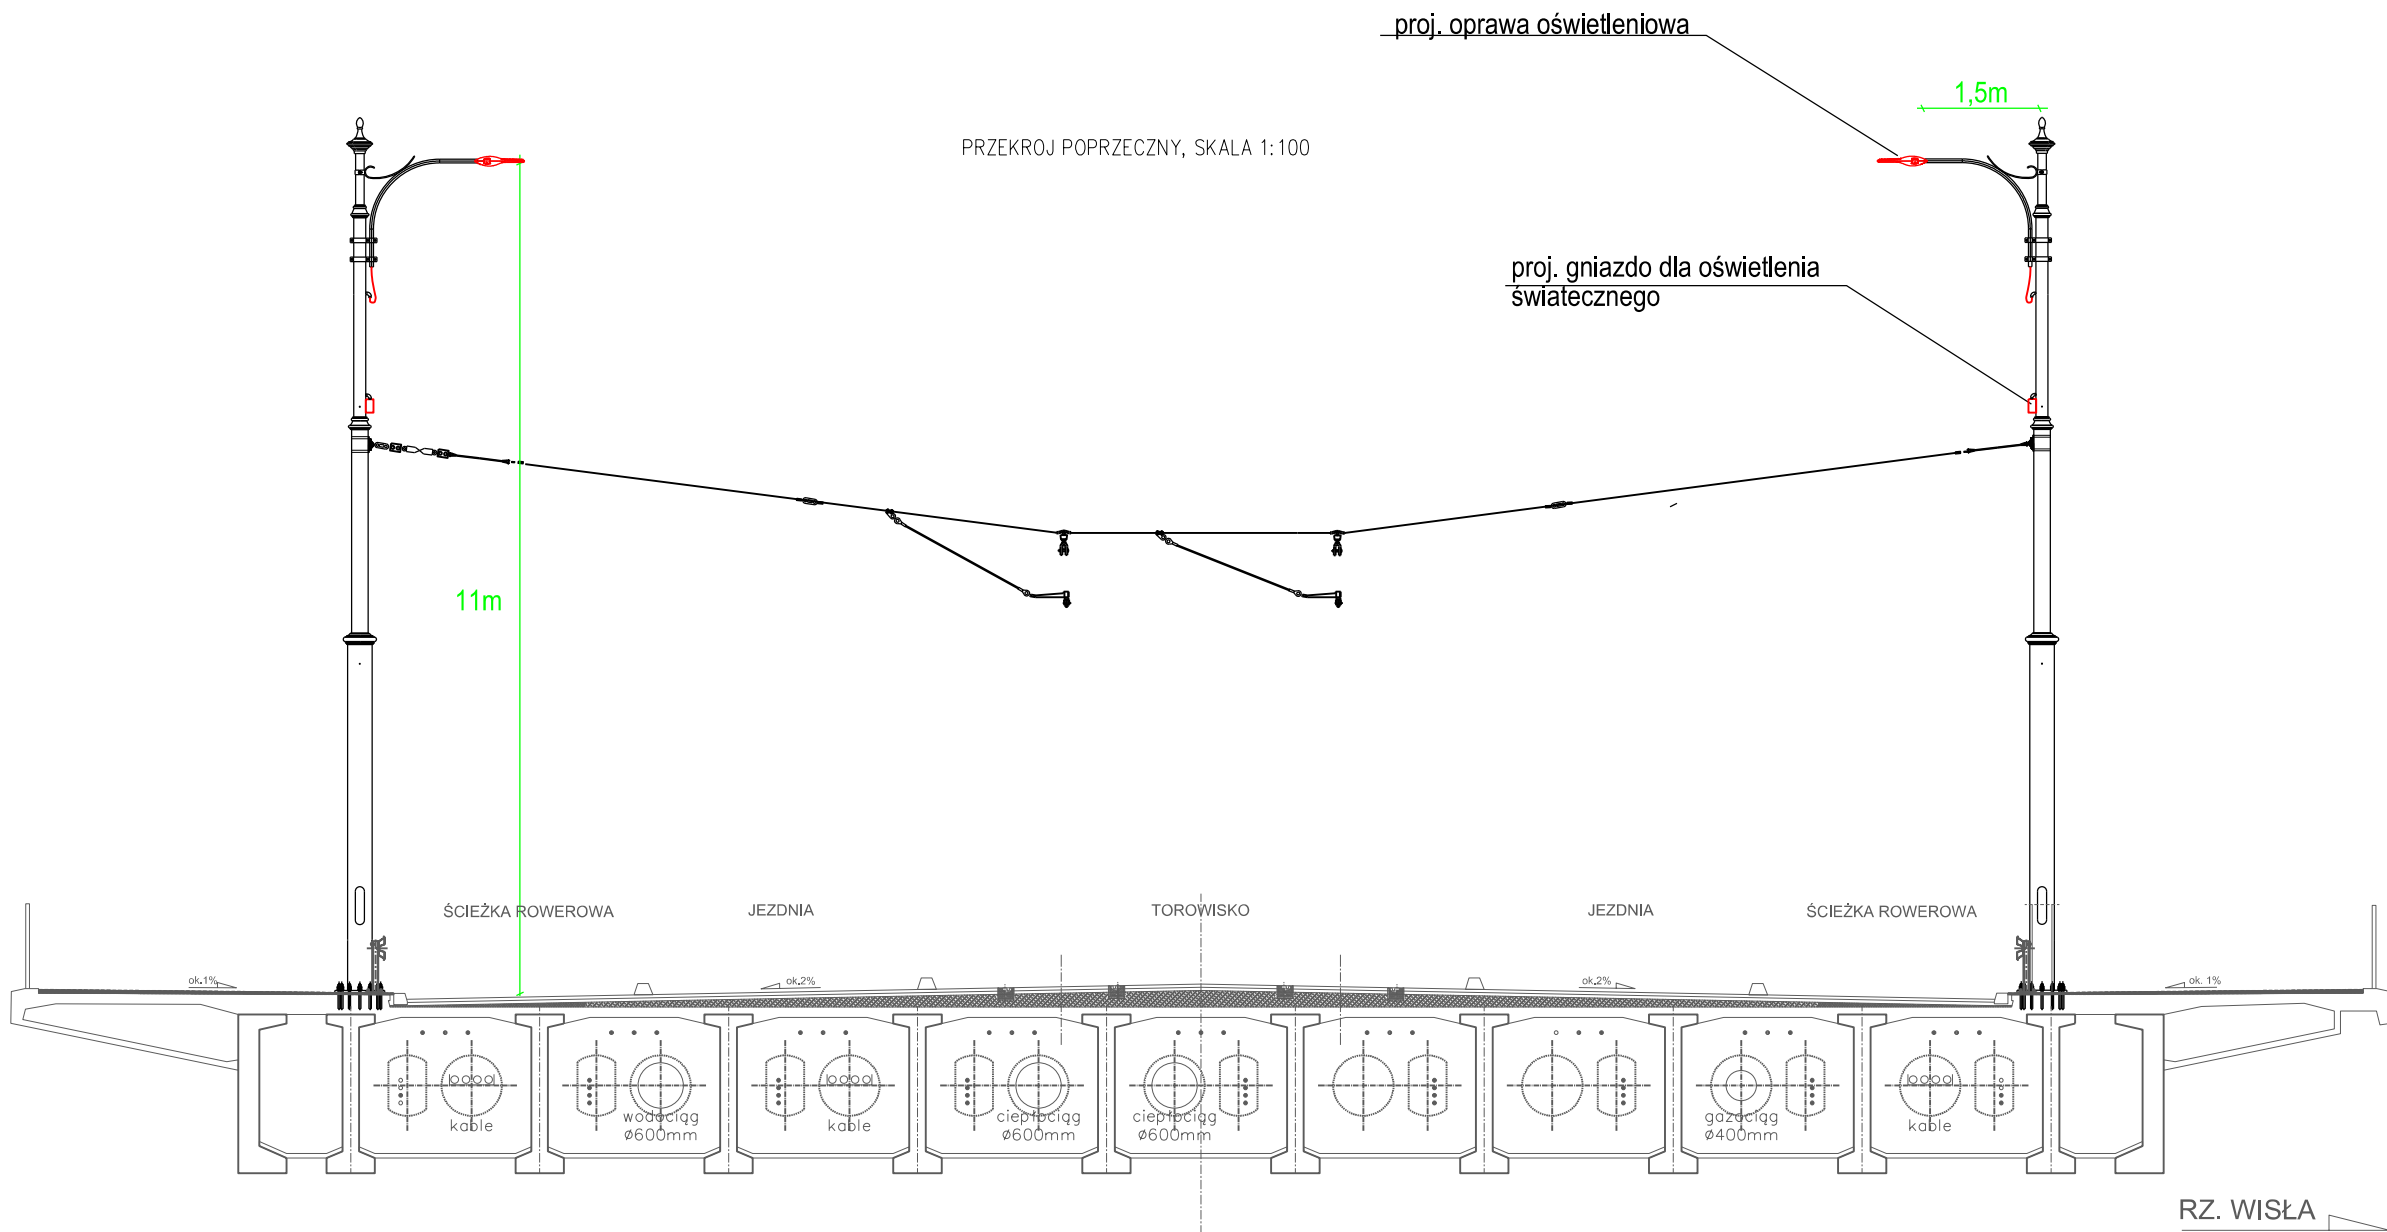 proj. oprawa oświetleniowa
1,5m
PRZEKROJ POPRZECZNY, SKALA 1:100
proj. gniazdo dla oświetlenia
światecznego
11m
ŚCIEŻKA ROWEROWA
JEZDNIA
TOROWISKO
JEZDNIA
ŚCIEŻKA ROWEROWA
ok.1%
ok.2%
ok.2%
ok. 1%
kable
wodociąg
ø600mm
kable
ciepłociąg
ø600mm
ciepłociąg
ø600mm
gazociąg
ø400mm
kable
RZ. WISŁA